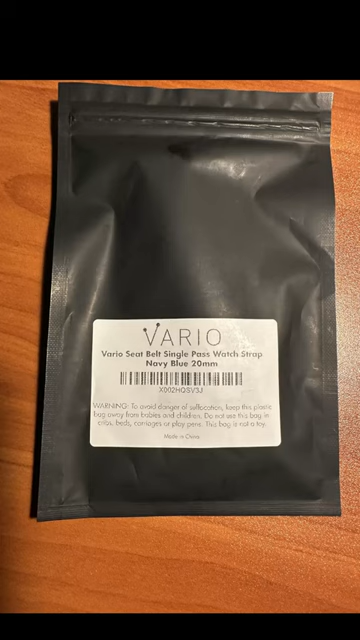 VARIO
Vario Seat Belt Single Pass Watch Strap
Navy Blue 20mm
X002HQSV3J
WARNING: To avoid danger of suffocation, keep this plastic
bag away from babies and children. Do not use this bag in
cribs, beds, carriages or play pens. This bag is not a toy.
Made in China